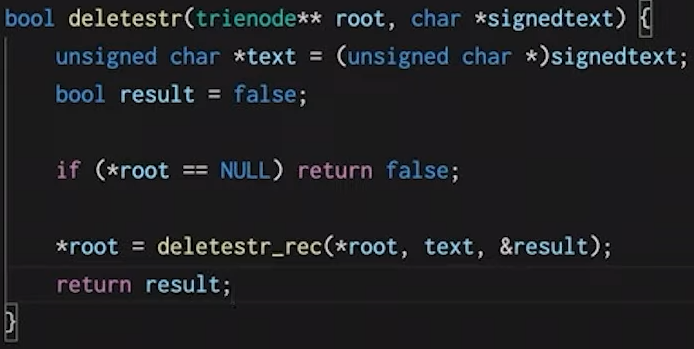 bool deletestr(trienode** root, char *signedtext) {
unsigned char *text = (unsigned char *)signedtext;
bool result = false;
if (*root == NULL) return false;
*root = deletestr_rec(*root, text, &result);
return result;
}